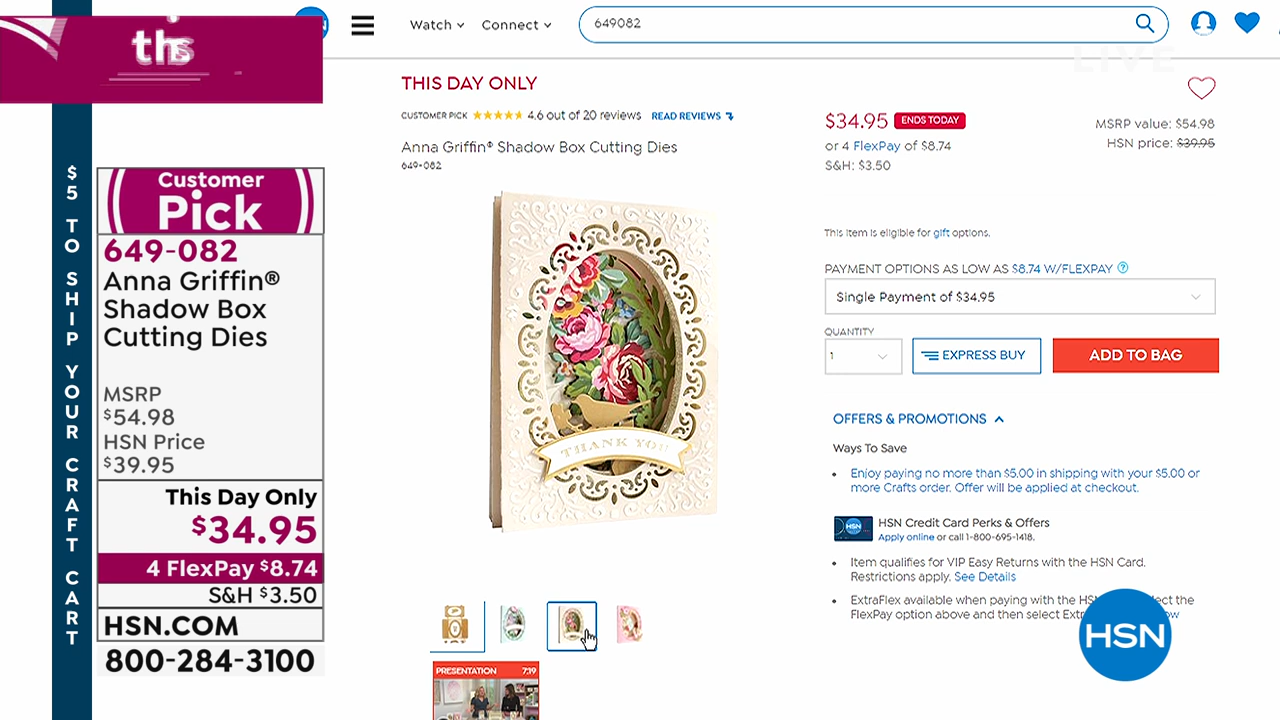 this
$5 TO SHIP YOUR CRAFT CART
Customer
Pick
649-082
Anna Griffin®
Shadow Box
Cutting Dies
MSRP
$54.98
HSN Price
$39.95
This Day Only
$34.95
4 FlexPay $8.74
S&H $3.50
HSN.COM
800-284-3100
Watch
Connect
649082
LIVE
THIS DAY ONLY
CUSTOMER PICK 4.6 out of 20 reviews READ REVIEWS
Anna Griffin® Shadow Box Cutting Dies
649-082
THANK YOU
PRESENTATION 7:19
$34.95 ENDS TODAY
or 4 FlexPay of $8.74
S&H: $3.50
MSRP value: $54.98
HSN price: $39.95
This item is eligible for gift options.
PAYMENT OPTIONS AS LOW AS $8.74 W/FLEXPAY ?
Single Payment of $34.95
QUANTITY
1
EXPRESS BUY
ADD TO BAG
OFFERS & PROMOTIONS
Ways To Save
• Enjoy paying no more than $5.00 in shipping with your $5.00 or
more Crafts order. Offer will be applied at checkout.
HSN
HSN Credit Card Perks & Offers
Apply online or call 1-800-695-1418.
• Item qualifies for VIP Easy Returns with the HSN Card.
Restrictions apply. See Details
• ExtraFlex available when paying with the the
FlexPay option above and then select
HSN